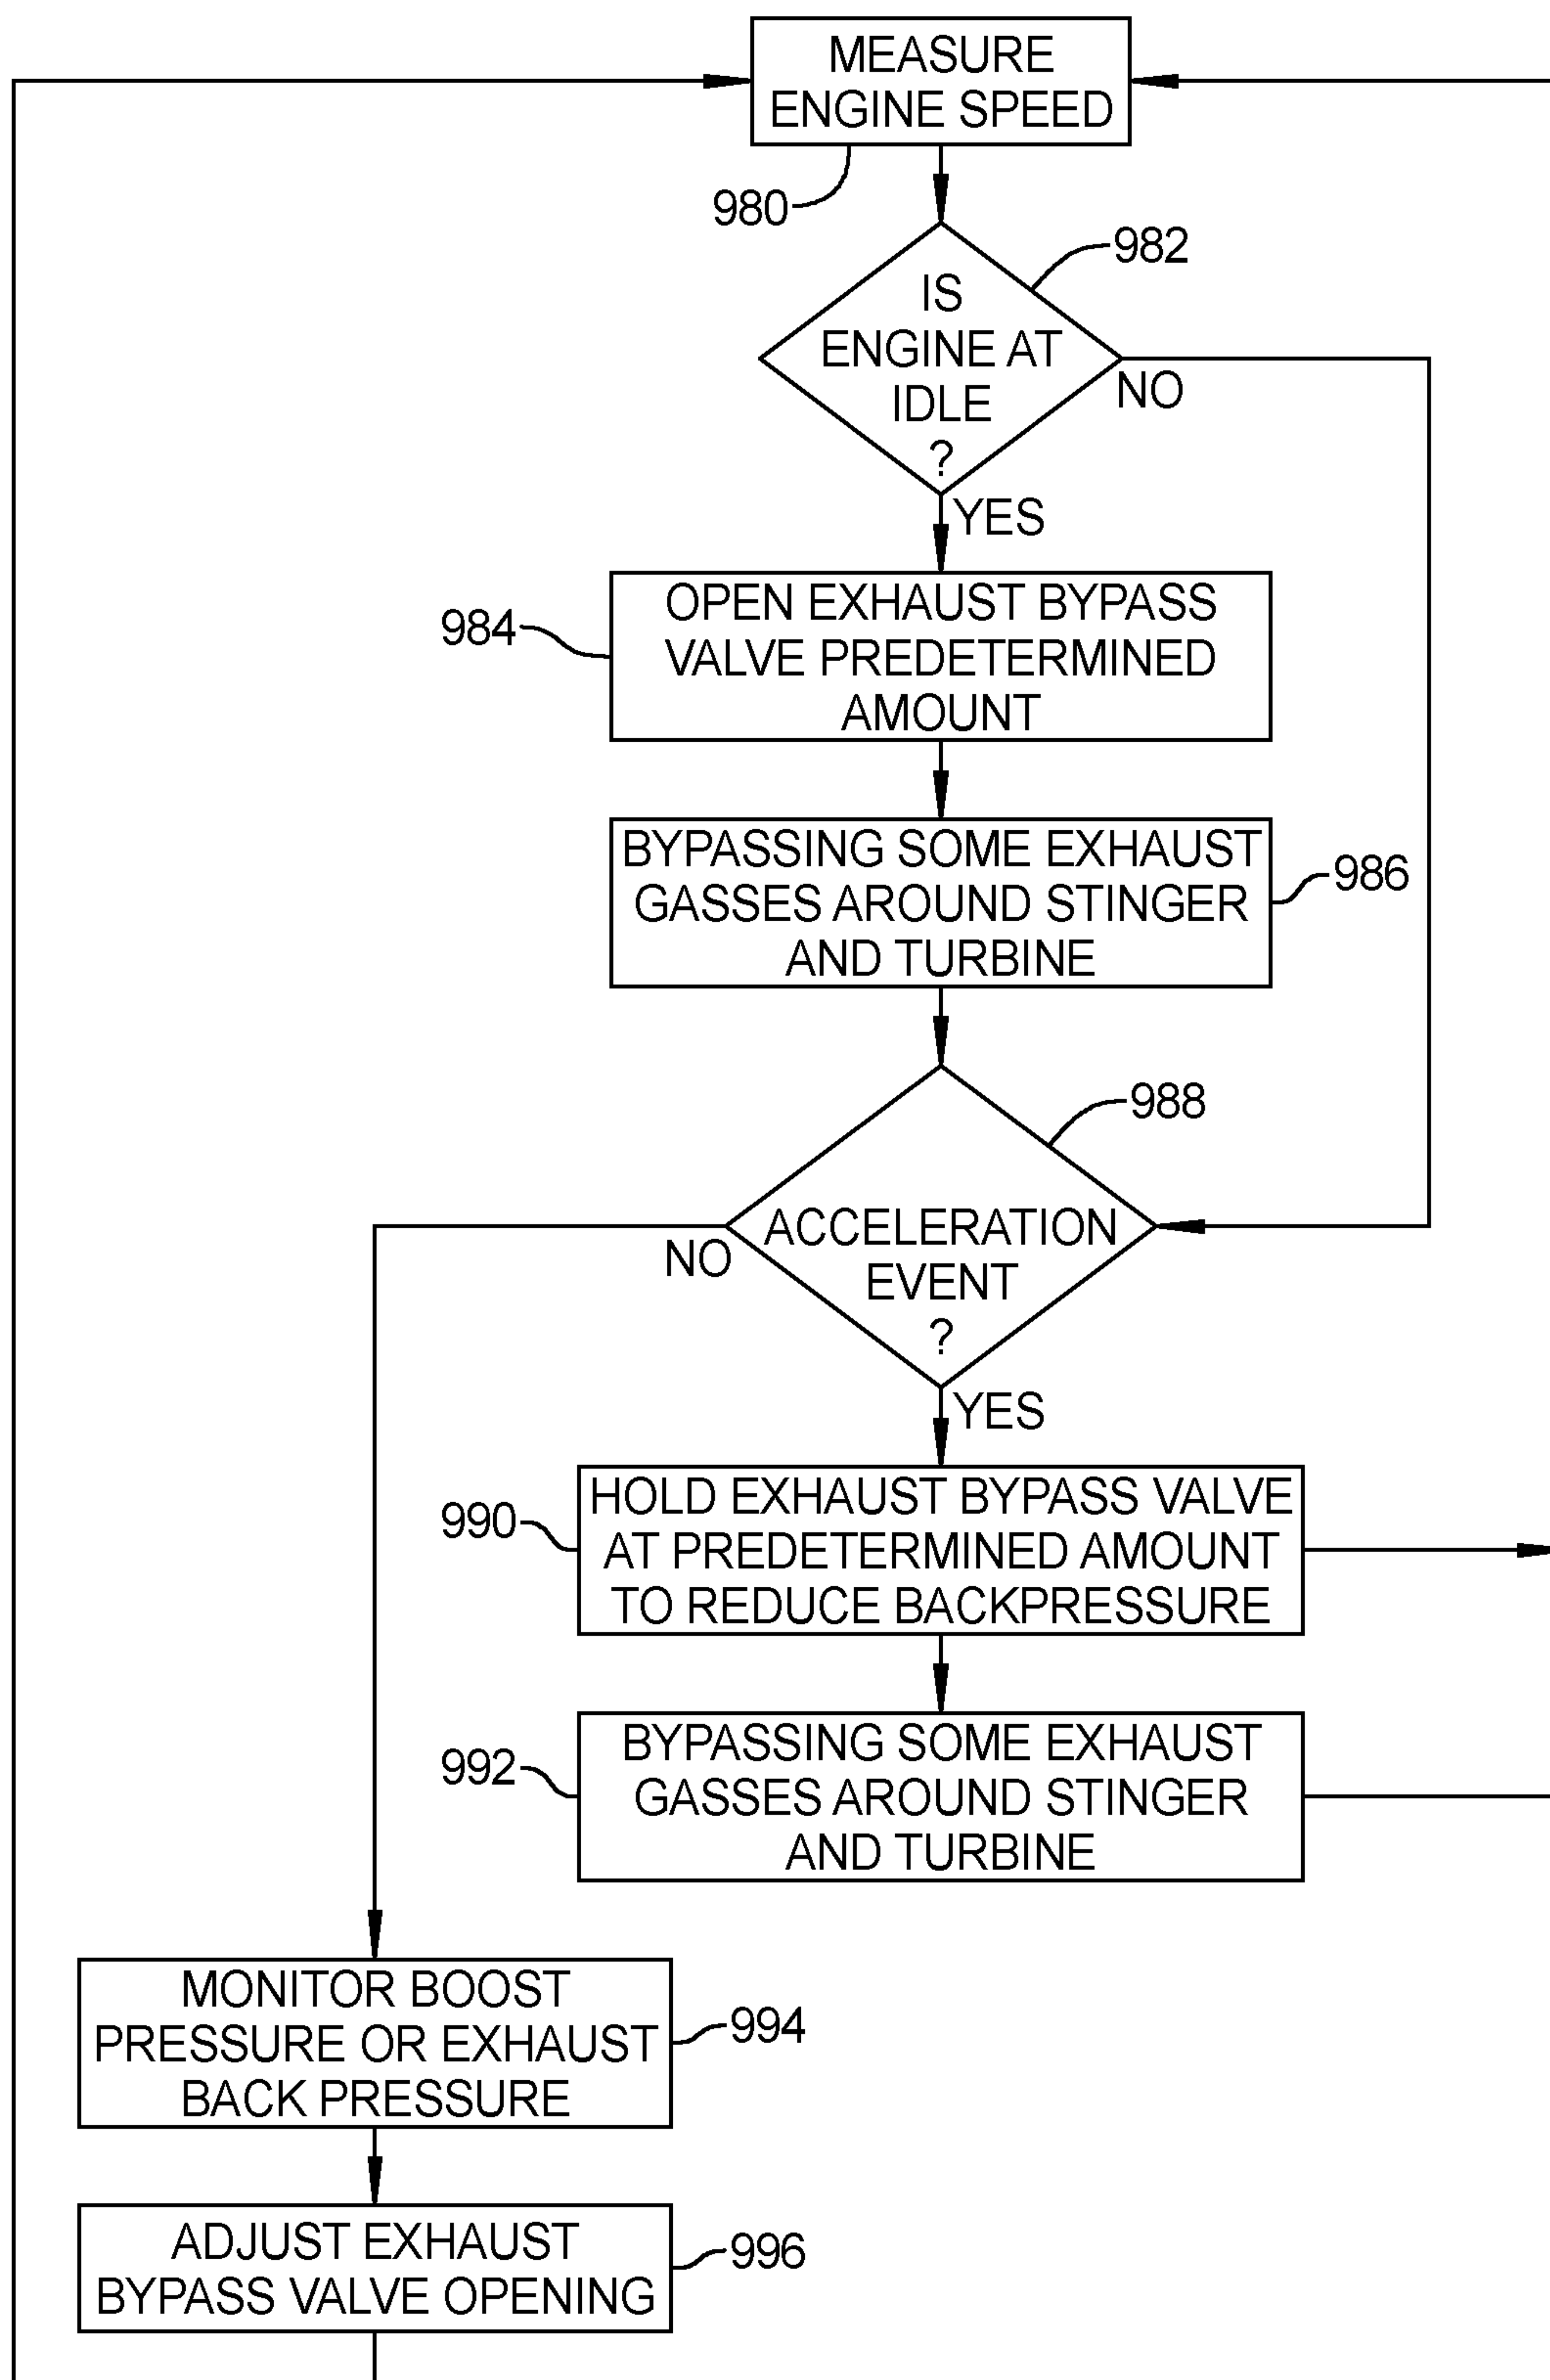 MEASURE
ENGINE SPEED
980
982
IS
ENGINE AT
IDLE
?
NO
YES
984
OPEN EXHAUST BYPASS
VALVE PREDETERMINED
AMOUNT
BYPASSING SOME EXHAUST
GASSES AROUND STINGER
AND TURBINE
986
988
ACCELERATION
EVENT
?
NO
YES
990
HOLD EXHAUST BYPASS VALVE
AT PREDETERMINED AMOUNT
TO REDUCE BACKPRESSURE
992
BYPASSING SOME EXHAUST
GASSES AROUND STINGER
AND TURBINE
MONITOR BOOST
PRESSURE OR EXHAUST
BACK PRESSURE
994
ADJUST EXHAUST
BYPASS VALVE OPENING
996